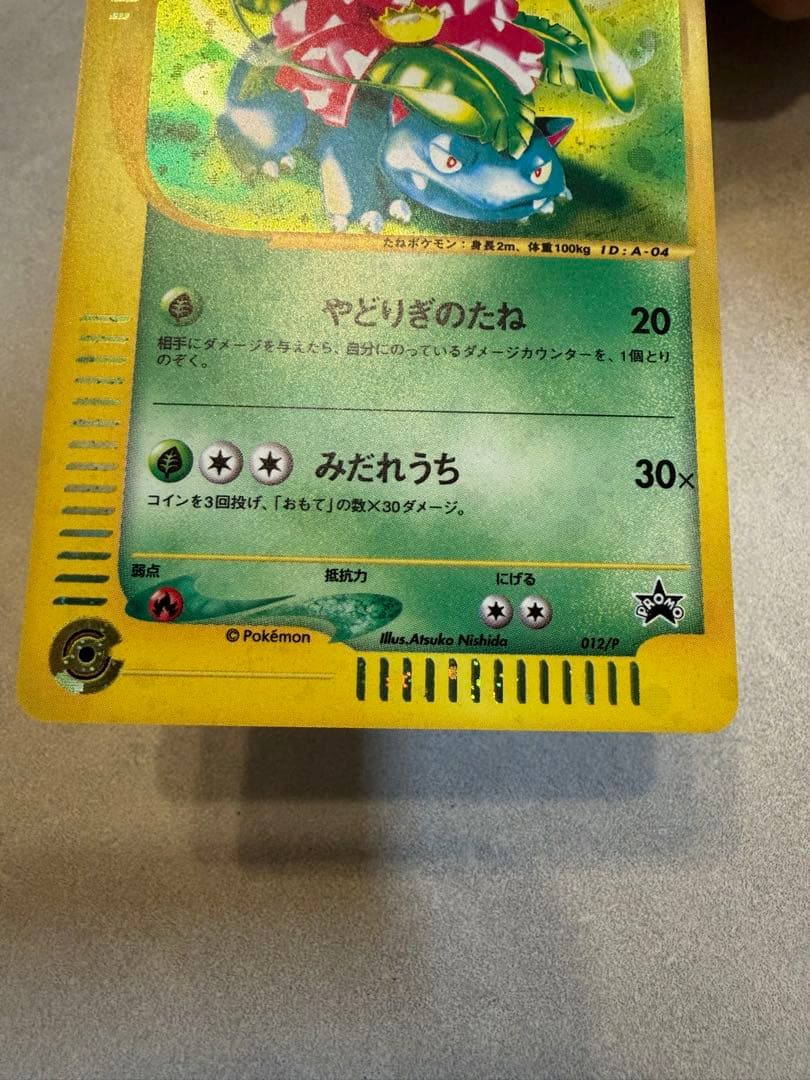 たねポケモン：身長2m、体重100kg ID:A-04
やどりぎのたね 20
相手にダメージを与えたら、自分にのっているダメージカウンターを、1個とり
のぞく。
みだれうち 30×
コインを3回投げ、「おもて」の数×30ダメージ。
弱点 抵抗力 にげる
PROMO
©Pokémon Illus.Atsuko Nishida 012/P